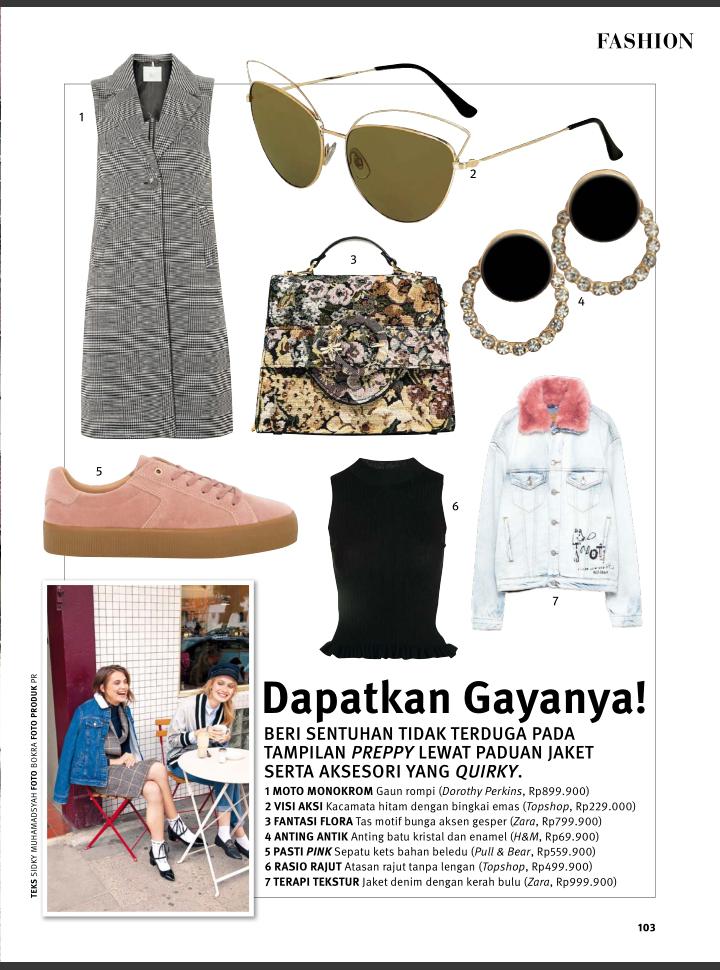 FASHION
1
2
3
4
5
6
7
Dapatkan Gayanya!
BERI SENTUHAN TIDAK TERDUGA PADA
TAMPILAN PREPPY LEWAT PADUAN JAKET
SERTA AKSESORI YANG QUIRKY.
1 MOTO MONOKROM Gaun rompi (Dorothy Perkins, Rp899.900)
2 VISI AKSI Kacamata hitam dengan bingkai emas (Topshop, Rp229.000)
3 FANTASI FLORA Tas motif bunga aksen gesper (Zara, Rp799.900)
4 ANTING ANTIK Anting batu kristal dan enamel (H&M, Rp69.900)
5 PASTI PINK Sepatu kets bahan beledu (Pull & Bear, Rp559.900)
6 RASIO RAJUT Atasan rajut tanpa lengan (Topshop, Rp499.900)
7 TERAPI TEKSTUR Jaket denim dengan kerah bulu (Zara, Rp999.900)
TEKS SIDKY MUHAMADSYAH FOTO BOKRA FOTO PRODUK PR
103